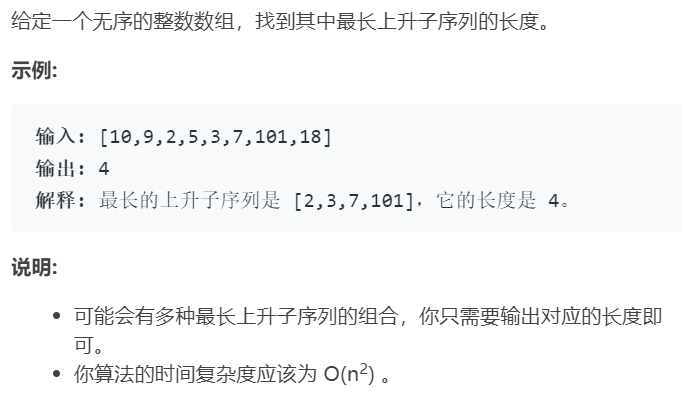 给定一个无序的整数数组，找到其中最长上升子序列的长度。
示例:
输入: [10,9,2,5,3,7,101,18]
输出: 4
解释: 最长的上升子序列是 [2,3,7,101]，它的长度是 4。
说明:
• 可能会有多种最长上升子序列的组合，你只需要输出对应的长度即
可。
• 你算法的时间复杂度应该为 O(n²) 。